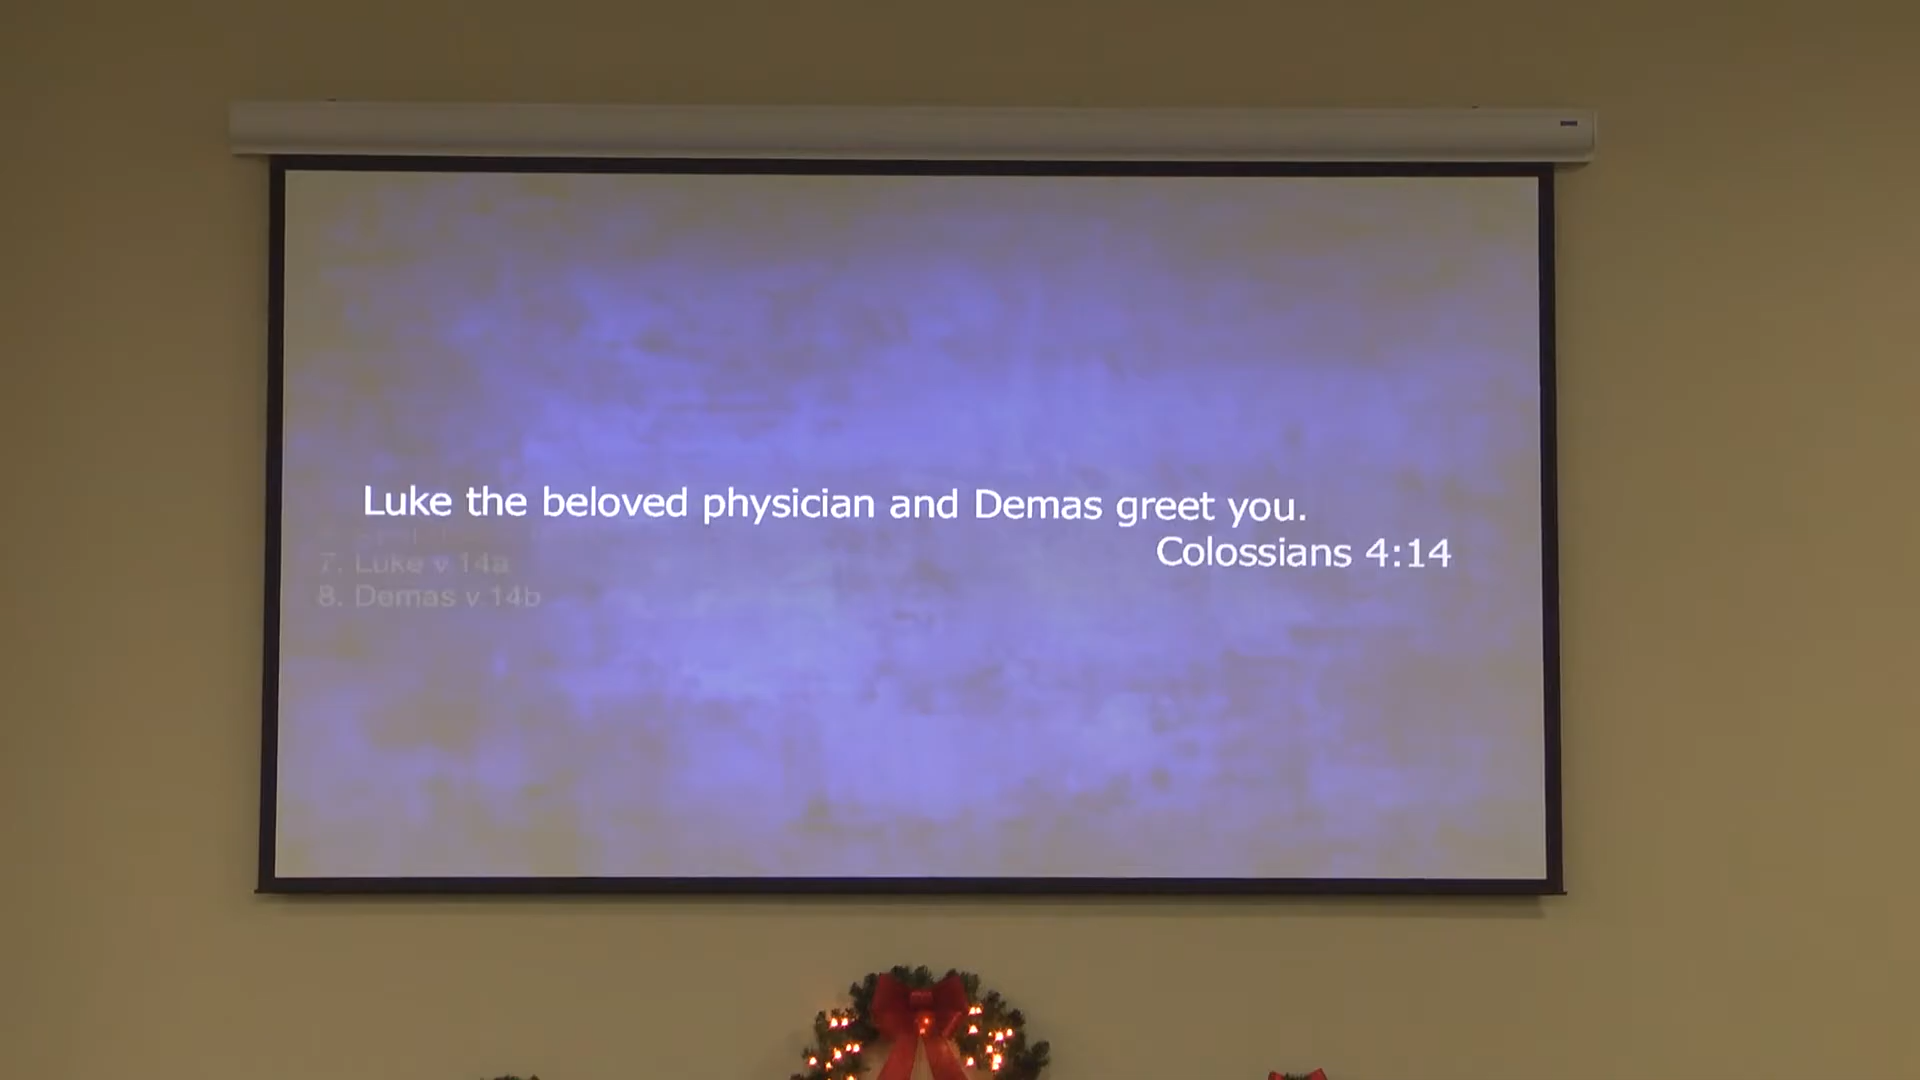 Luke the beloved physician and Demas greet you.
Colossians 4:14
7. Luke v 14a
8. Demas v 14b